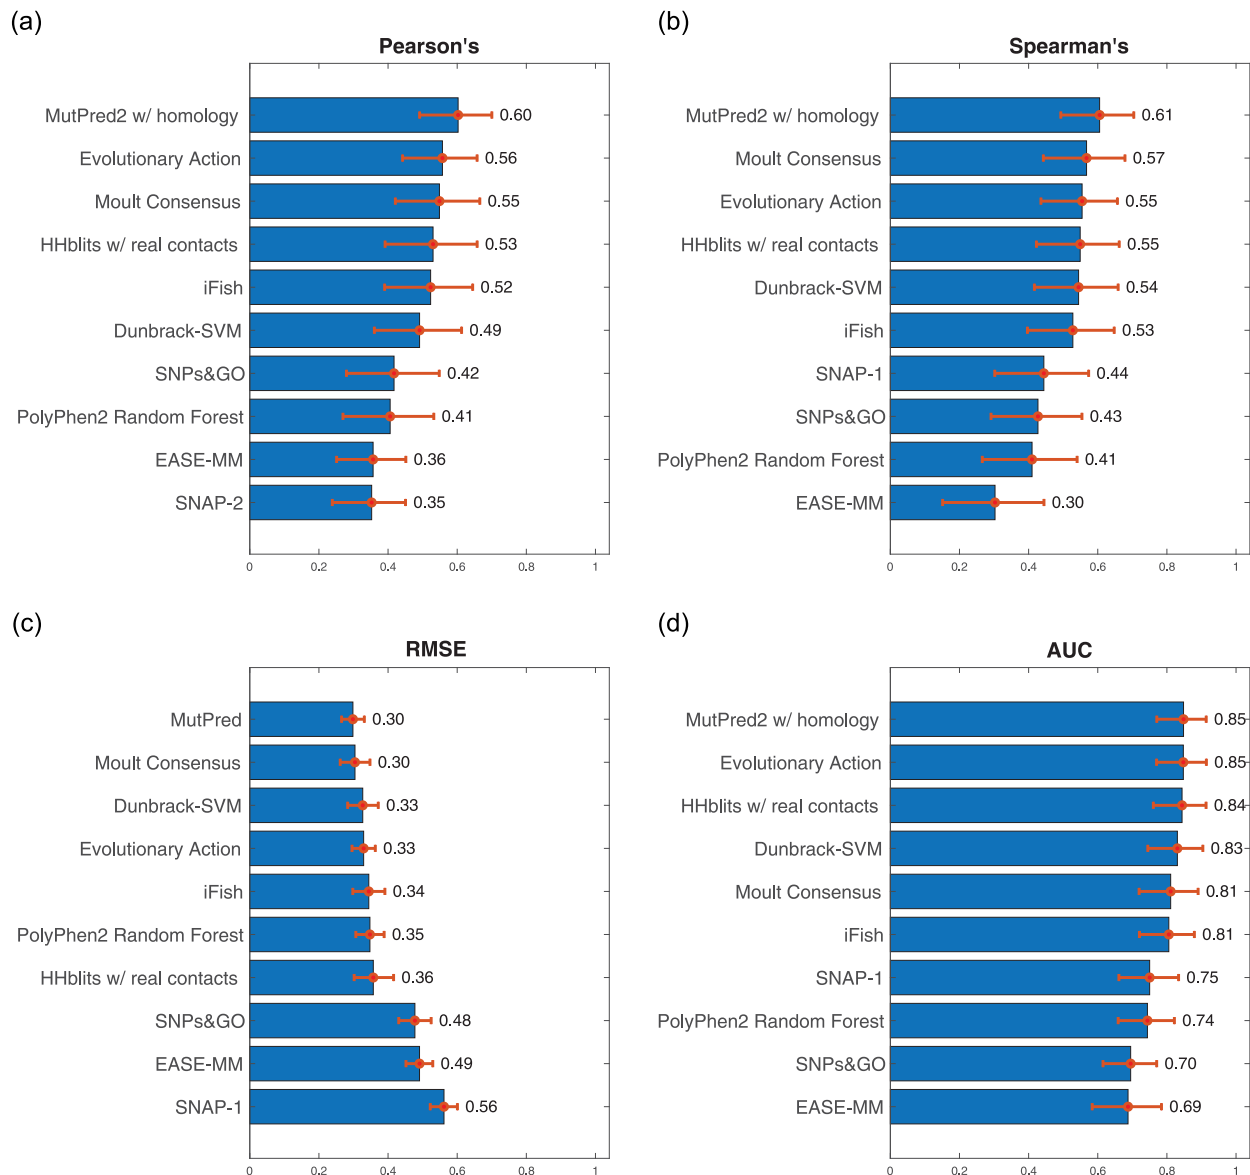 (a)
Pearson's
MutPred2 w/ homology 0.60
Evolutionary Action 0.56
Moult Consensus 0.55
HHblits w/ real contacts 0.53
iFish 0.52
Dunbrack-SVM 0.49
SNPs&GO 0.42
PolyPhen2 Random Forest 0.41
EASE-MM 0.36
SNAP-2 0.35
0 0.2 0.4 0.6 0.8 1
(b)
Spearman's
MutPred2 w/ homology 0.61
Moult Consensus 0.57
Evolutionary Action 0.55
HHblits w/ real contacts 0.55
Dunbrack-SVM 0.54
iFish 0.53
SNAP-1 0.44
SNPs&GO 0.43
PolyPhen2 Random Forest 0.41
EASE-MM 0.30
0 0.2 0.4 0.6 0.8 1
(c)
RMSE
MutPred 0.30
Moult Consensus 0.30
Dunbrack-SVM 0.33
Evolutionary Action 0.33
iFish 0.34
PolyPhen2 Random Forest 0.35
HHblits w/ real contacts 0.36
SNPs&GO 0.48
EASE-MM 0.49
SNAP-1 0.56
0 0.2 0.4 0.6 0.8 1
(d)
AUC
MutPred2 w/ homology 0.85
Evolutionary Action 0.85
HHblits w/ real contacts 0.84
Dunbrack-SVM 0.83
Moult Consensus 0.81
iFish 0.81
SNAP-1 0.75
PolyPhen2 Random Forest 0.74
SNPs&GO 0.70
EASE-MM 0.69
0 0.2 0.4 0.6 0.8 1